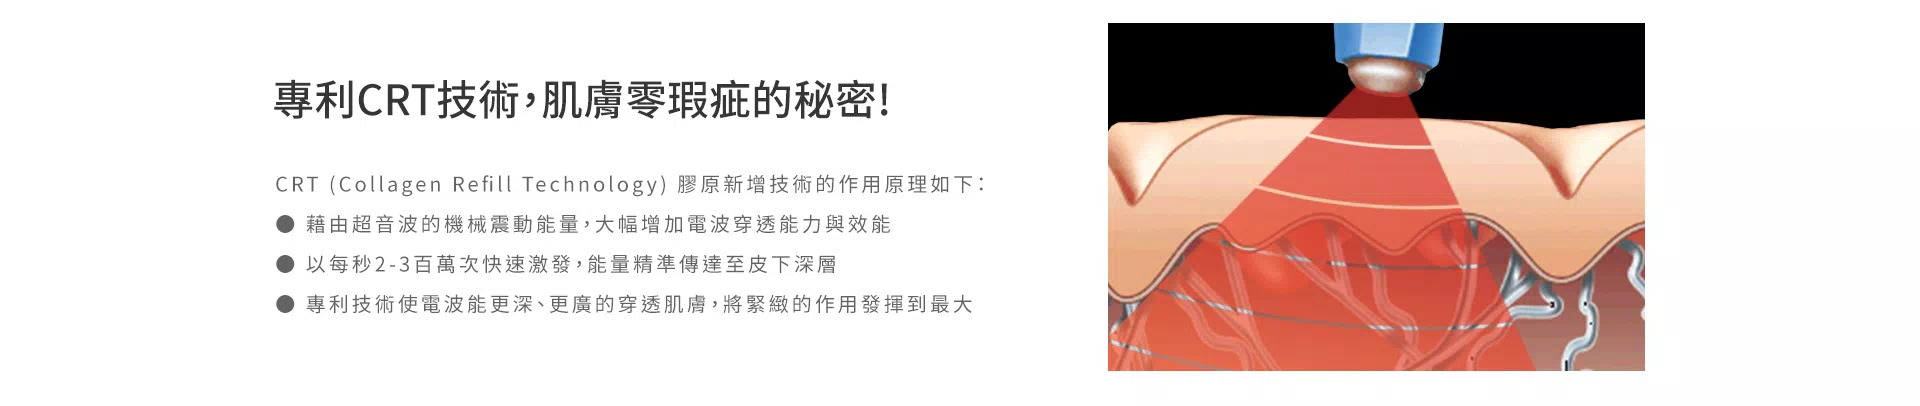 專利CRT技術，肌膚零瑕疵的秘密!
CRT (Collagen Refill Technology) 膠原新增技術的作用原理如下：
● 藉由超音波的機械震動能量，大幅增加電波穿透能力與效能
● 以每秒2-3百萬次快速激發，能量精準傳達至皮下深層
● 專利技術使電波能更深、更廣的穿透肌膚，將緊緻的作用發揮到最大